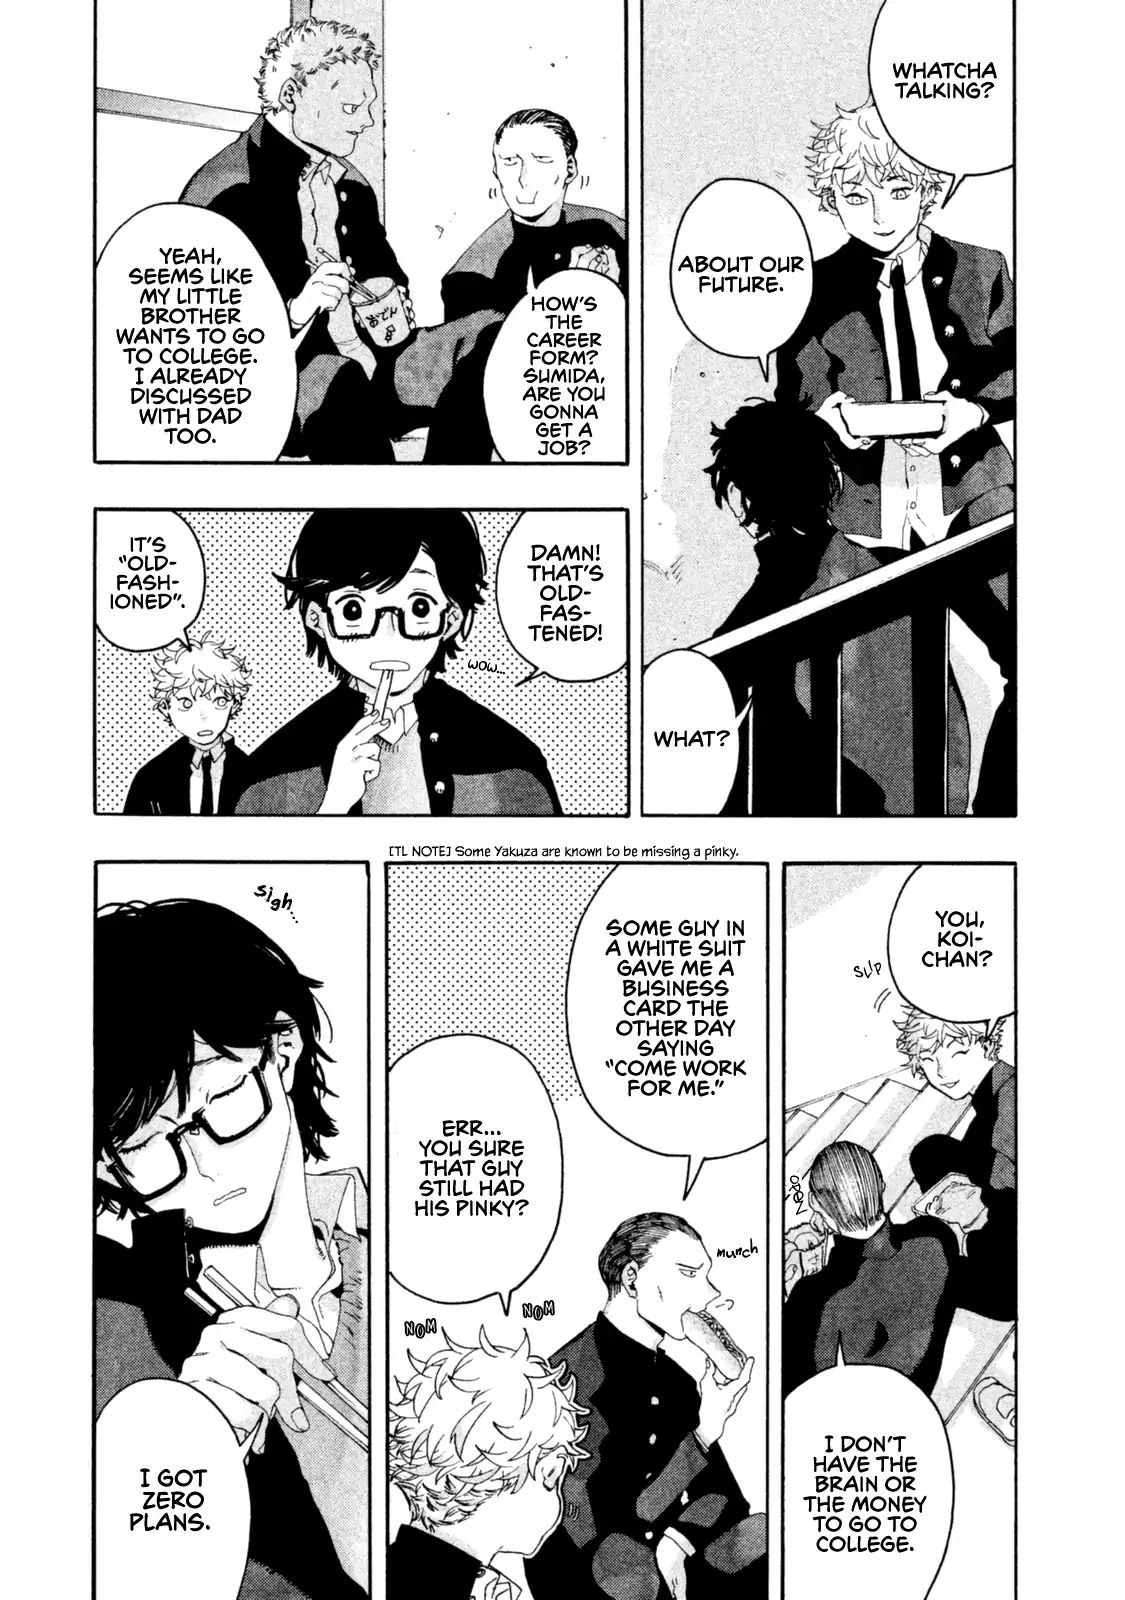 WHATCHA
TALKING?
ABOUT OUR
FUTURE.
WHAT?
HOW'S
THE
CAREER
FORM?
SUMIDA,
ARE YOU
GONNA
GET A
JOB?
YEAH,
SEEMS LIKE
MY LITTLE
BROTHER
WANTS TO GO
TO COLLEGE.
I ALREADY
DISCUSSED
WITH DAD
TOO.
おでん
DAMN!
THAT'S
OLD-
FAS-
TENED!
WOW...
IT'S
"OLD-
FASH-
IONED".
[TL NOTE] Some Yakuza are known to be missing a pinky.
YOU,
KOI-
CHAN?
SLIP
OPEN
I DON'T
HAVE THE
BRAIN OR
THE MONEY
TO GO TO
COLLEGE.
SOME GUY IN
A WHITE SUIT
GAVE ME A
BUSINESS
CARD THE
OTHER DAY
SAYING
"COME WORK
FOR ME."
munch
ERR...
YOU SURE
THAT GUY
STILL HAD
HIS PINKY?
NOM
NOM
sigh...
I GOT
ZERO
PLANS.